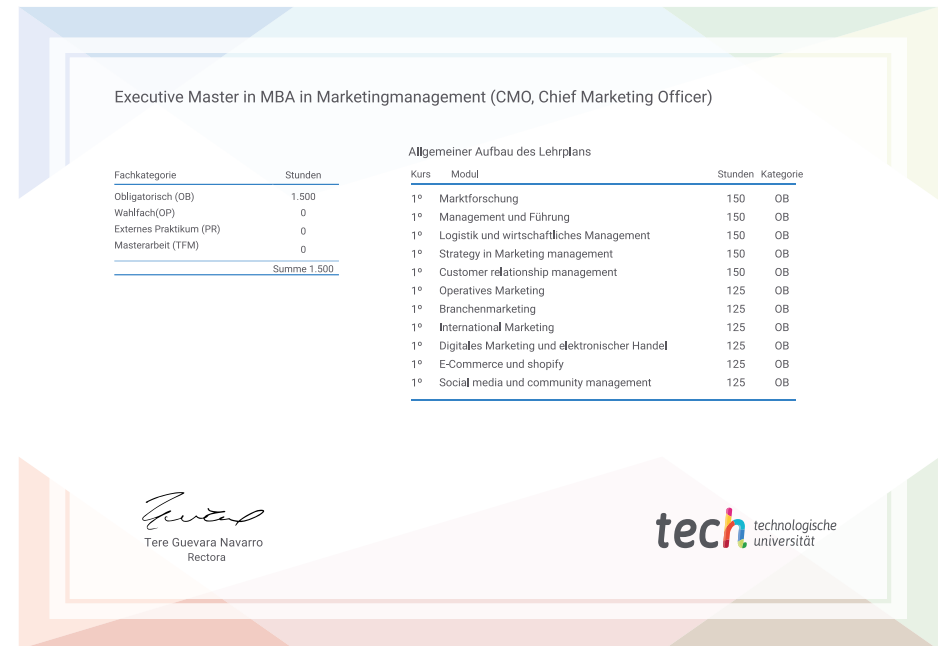 Executive Master in MBA in Marketingmanagement (CMO, Chief Marketing Officer)
Fachkategorie Stunden
Obligatorisch (OB) 1.500
Wahlfach(OP) 0
Externes Praktikum (PR) 0
Masterarbeit (TFM) 0
Summe 1.500
Allgemeiner Aufbau des Lehrplans
Kurs Modul Stunden Kategorie
1º Marktforschung 150 OB
1º Management und Führung 150 OB
1º Logistik und wirtschaftliches Management 150 OB
1º Strategy in Marketing management 150 OB
1º Customer relationship management 150 OB
1º Operatives Marketing 125 OB
1º Branchenmarketing 125 OB
1º International Marketing 125 OB
1º Digitales Marketing und elektronischer Handel 125 OB
1º E-Commerce und shopify 125 OB
1º Social media und community management 125 OB
Tere Guevara Navarro
Rectora
tech technologische
universität